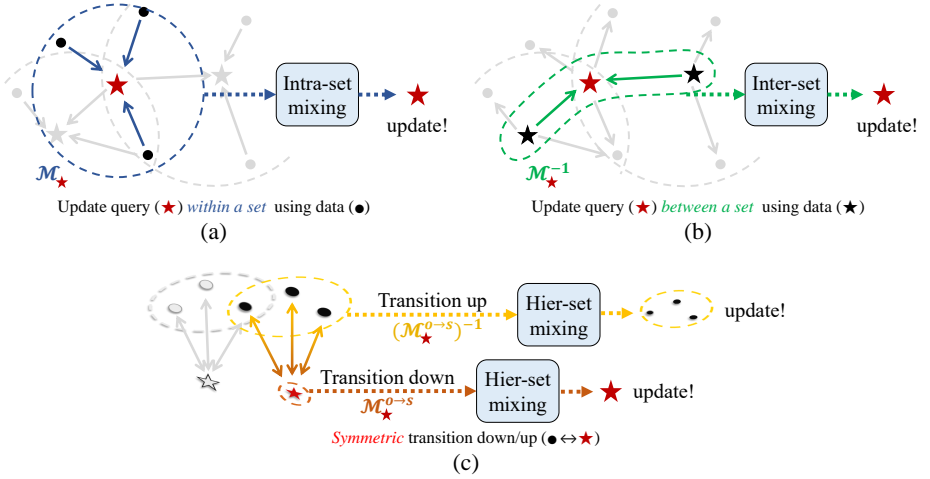 Intra-set
mixing
update!
ℳ★
Update query (★) within a set using data (●)
(a)
Inter-set
mixing
update!
ℳ★⁻¹
Update query (★) between a set using data (★)
(b)
Transition up
(ℳ★^{o→s})⁻¹
Hier-set
mixing
update!
Transition down
ℳ★^{o→s}
Hier-set
mixing
update!
Symmetric transition down/up (●↔★)
(c)